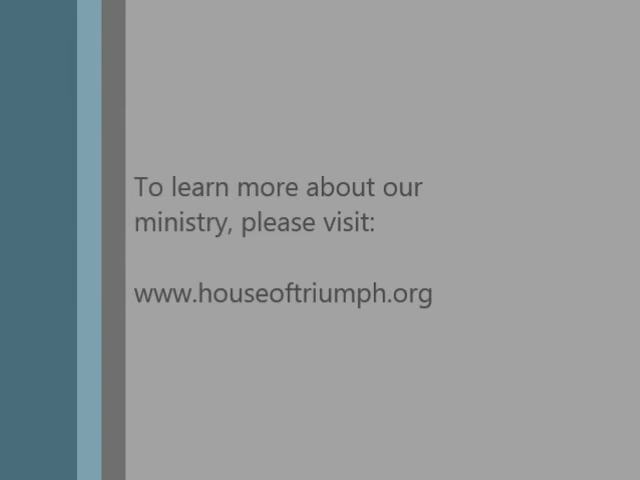 To learn more about our
ministry, please visit:
www.houseoftriumph.org